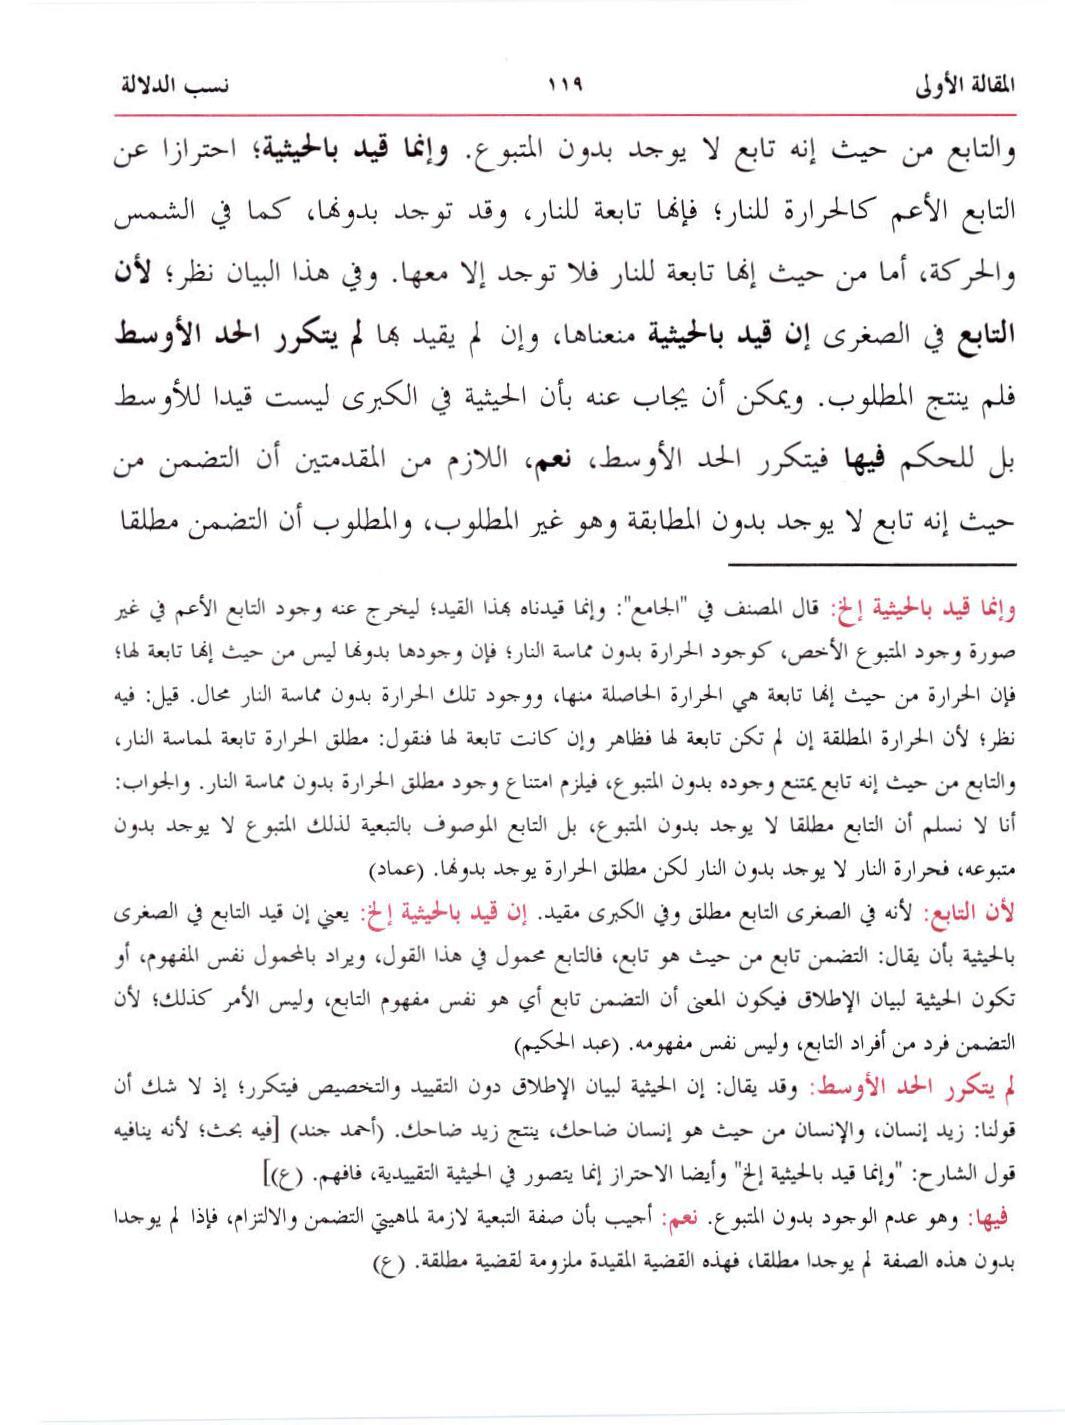 المقالة الأولى ١١٩ نسب الدلالة
والتابع من حيث إنه تابع لا يوجد بدون المتبوع. وإنما قيد بالحيثية؛ احترازا عن
التابع الأعم كالحرارة للنار؛ فإنها تابعة للنار، وقد توجد بدونها، كما في الشمس
والحركة، أما من حيث إنها تابعة للنار فلا توجد إلا معها. وفي هذا البيان نظر؛ لأن
التابع في الصغرى إن قيد بالحيثية منعناها، وإن لم يقيد بها لم يتكرر الحد الأوسط
فلم ينتج المطلوب. ويمكن أن يجاب عنه بأن الحيثية في الكبرى ليست قيدا للأوسط
بل للحكم فيها فيتكرر الحد الأوسط، نعم، اللازم من المقدمتين أن التضمن من
حيث إنه تابع لا يوجد بدون المطابقة وهو غير المطلوب، والمطلوب أن التضمن مطلقا
وإنما قيد بالحيثية إلخ: قال المصنف في "الجامع": وإنما قيدناه بهذا القيد؛ ليخرج عنه وجود التابع الأعم في غير
صورة وجود المتبوع الأخص، كوجود الحرارة بدون مماسة النار؛ فإن وجودها بدونها ليس من حيث إنها تابعة لها؛
فإن الحرارة من حيث إنها تابعة هي الحرارة الحاصلة منها، ووجود تلك الحرارة بدون مماسة النار محال. قيل: فيه
نظر؛ لأن الحرارة المطلقة إن لم تكن تابعة لها فظاهر وإن كانت تابعة لها فنقول: مطلق الحرارة تابعة لمماسة النار،
والتابع من حيث إنه تابع يمتنع وجوده بدون المتبوع، فيلزم امتناع وجود مطلق الحرارة بدون مماسة النار. والجواب:
أنا لا نسلم أن التابع مطلقا لا يوجد بدون المتبوع، بل التابع الموصوف بالتبعية لذلك المتبوع لا يوجد بدون
متبوعه، فحرارة النار لا يوجد بدون النار لكن مطلق الحرارة يوجد بدونها. (عماد)
لأن التابع: لأنه في الصغرى التابع مطلق وفي الكبرى مقيد. إن قيد بالحيثية إلخ: يعني إن قيد التابع في الصغرى
بالحيثية بأن يقال: التضمن تابع من حيث هو تابع، فالتابع محمول في هذا القول، ويراد بالمحمول نفس المفهوم، أو
تكون الحيثية لبيان الإطلاق فيكون المعنى أن التضمن تابع أي هو نفس مفهوم التابع، وليس الأمر كذلك؛ لأن
التضمن فرد من أفراد التابع، وليس نفس مفهومه. (عبد الحكيم)
لم يتكرر الحد الأوسط: وقد يقال: إن الحيثية لبيان الإطلاق دون التقييد والتخصيص فيتكرر؛ إذ لا شك أن
قولنا: زيد إنسان، والإنسان من حيث هو إنسان ضاحك، ينتج زيد ضاحك. (أحمد جند) [فيه بحث؛ لأنه ينافيه
قول الشارح: "وإنما قيد بالحيثية إلخ" وأيضا الاحتراز إنما يتصور في الحيثية التقييدية، فافهم. (ع)]
فيها: وهو عدم الوجود بدون المتبوع. نعم: أجيب بأن صفة التبعية لازمة لماهيتي التضمن والالتزام، فإذا لم يوجدا
بدون هذه الصفة لم يوجدا مطلقا، فهذه القضية المقيدة ملزومة لقضية مطلقة. (ع)